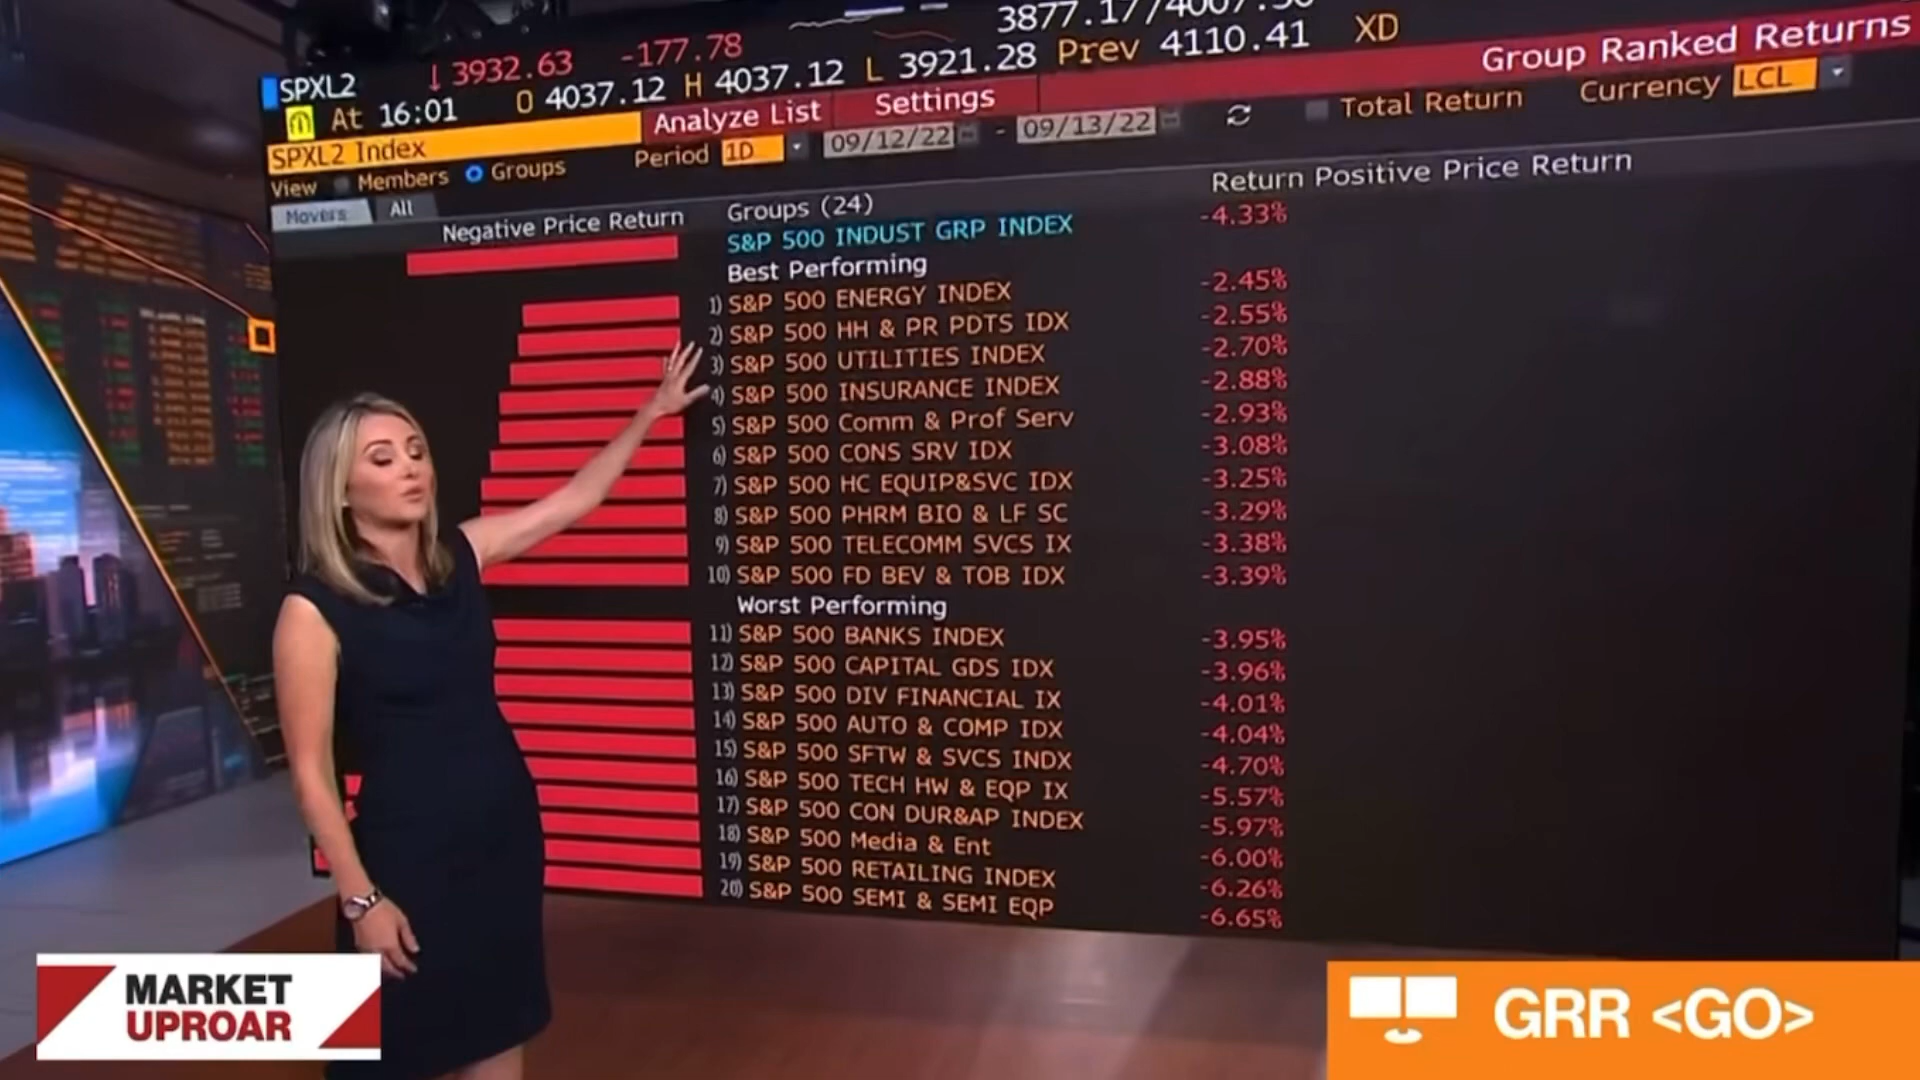 3877.17/4007.30
SPXL2 ↓ 3932.63 -177.78
At 16:01 O 4037.12 H 4037.12 L 3921.28 Prev 4110.41 XD
SPXL2 Index Analyze List Settings Group Ranked Returns
View Members Groups Period 1D 09/12/22 - 09/13/22 Total Return Currency LCL
Movers All
Negative Price Return Groups (24) Return Positive Price Return
S&P 500 INDUST GRP INDEX -4.33%
Best Performing
1) S&P 500 ENERGY INDEX -2.45%
2) S&P 500 HH & PR PDTS IDX -2.55%
3) S&P 500 UTILITIES INDEX -2.70%
4) S&P 500 INSURANCE INDEX -2.88%
5) S&P 500 Comm & Prof Serv -2.93%
6) S&P 500 CONS SRV IDX -3.08%
7) S&P 500 HC EQUIP&SVC IDX -3.25%
8) S&P 500 PHRM BIO & LF SC -3.29%
9) S&P 500 TELECOMM SVCS IX -3.38%
10) S&P 500 FD BEV & TOB IDX -3.39%
Worst Performing
11) S&P 500 BANKS INDEX -3.95%
12) S&P 500 CAPITAL GDS IDX -3.96%
13) S&P 500 DIV FINANCIAL IX -4.01%
14) S&P 500 AUTO & COMP IDX -4.04%
15) S&P 500 SFTW & SVCS INDX -4.70%
16) S&P 500 TECH HW & EQP IX -5.57%
17) S&P 500 CON DUR&AP INDEX -5.97%
18) S&P 500 Media & Ent -6.00%
19) S&P 500 RETAILING INDEX -6.26%
20) S&P 500 SEMI & SEMI EQP -6.65%
MARKET
UPROAR
GRR <GO>